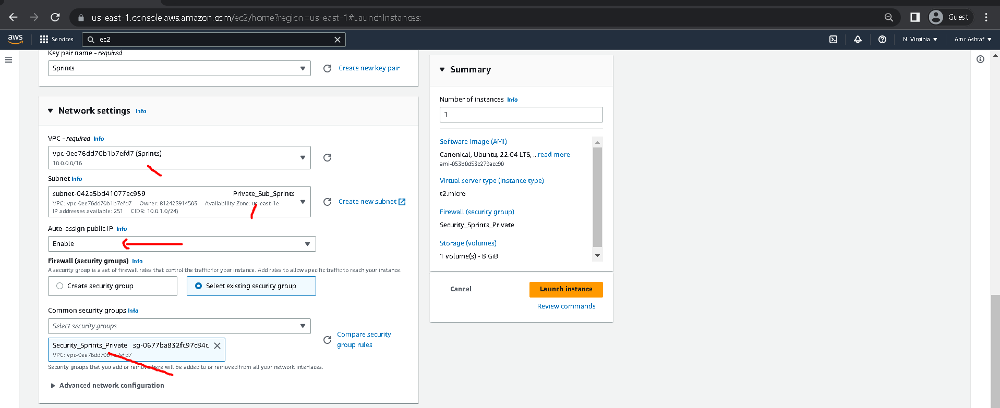 us-east-1.console.aws.amazon.com/ec2/home?region=us-east-1#LaunchInstances:
Guest
aws
Services
ec2
N. Virginia
Amr Ashraf
Key pair name - required
Sprints
Create new key pair
Network settings Info
VPC - required Info
vpc-0ee76dd70b1b7efd7 (Sprints)
10.0.0.0/16
Subnet Info
subnet-042a5bd41077ec959 Private_Sub_Sprints
VPC: vpc-0ee76dd70b1b7efd7 Owner: 812428914503 Availability Zone: us-east-1e
IP addresses available: 251 CIDR: 10.0.1.0/24)
Create new subnet
Auto-assign public IP Info
Enable
Firewall (security groups) Info
A security group is a set of firewall rules that control the traffic for your instance. Add rules to allow specific traffic to reach your instance.
Create security group
Select existing security group
Common security groups Info
Select security groups
Security_Sprints_Private sg-0677ba832fc97c84c
VPC: vpc-0ee76dd70b1b7efd7
Compare security
group rules
Security groups that you add or remove here will be added to or removed from all your network interfaces.
Advanced network configuration
Summary
Number of instances Info
1
Software Image (AMI)
Canonical, Ubuntu, 22.04 LTS, ...read more
ami-053b0d53c279acc90
Virtual server type (instance type)
t2.micro
Firewall (security group)
Security_Sprints_Private
Storage (volumes)
1 volume(s) - 8 GiB
Cancel
Launch instance
Review commands